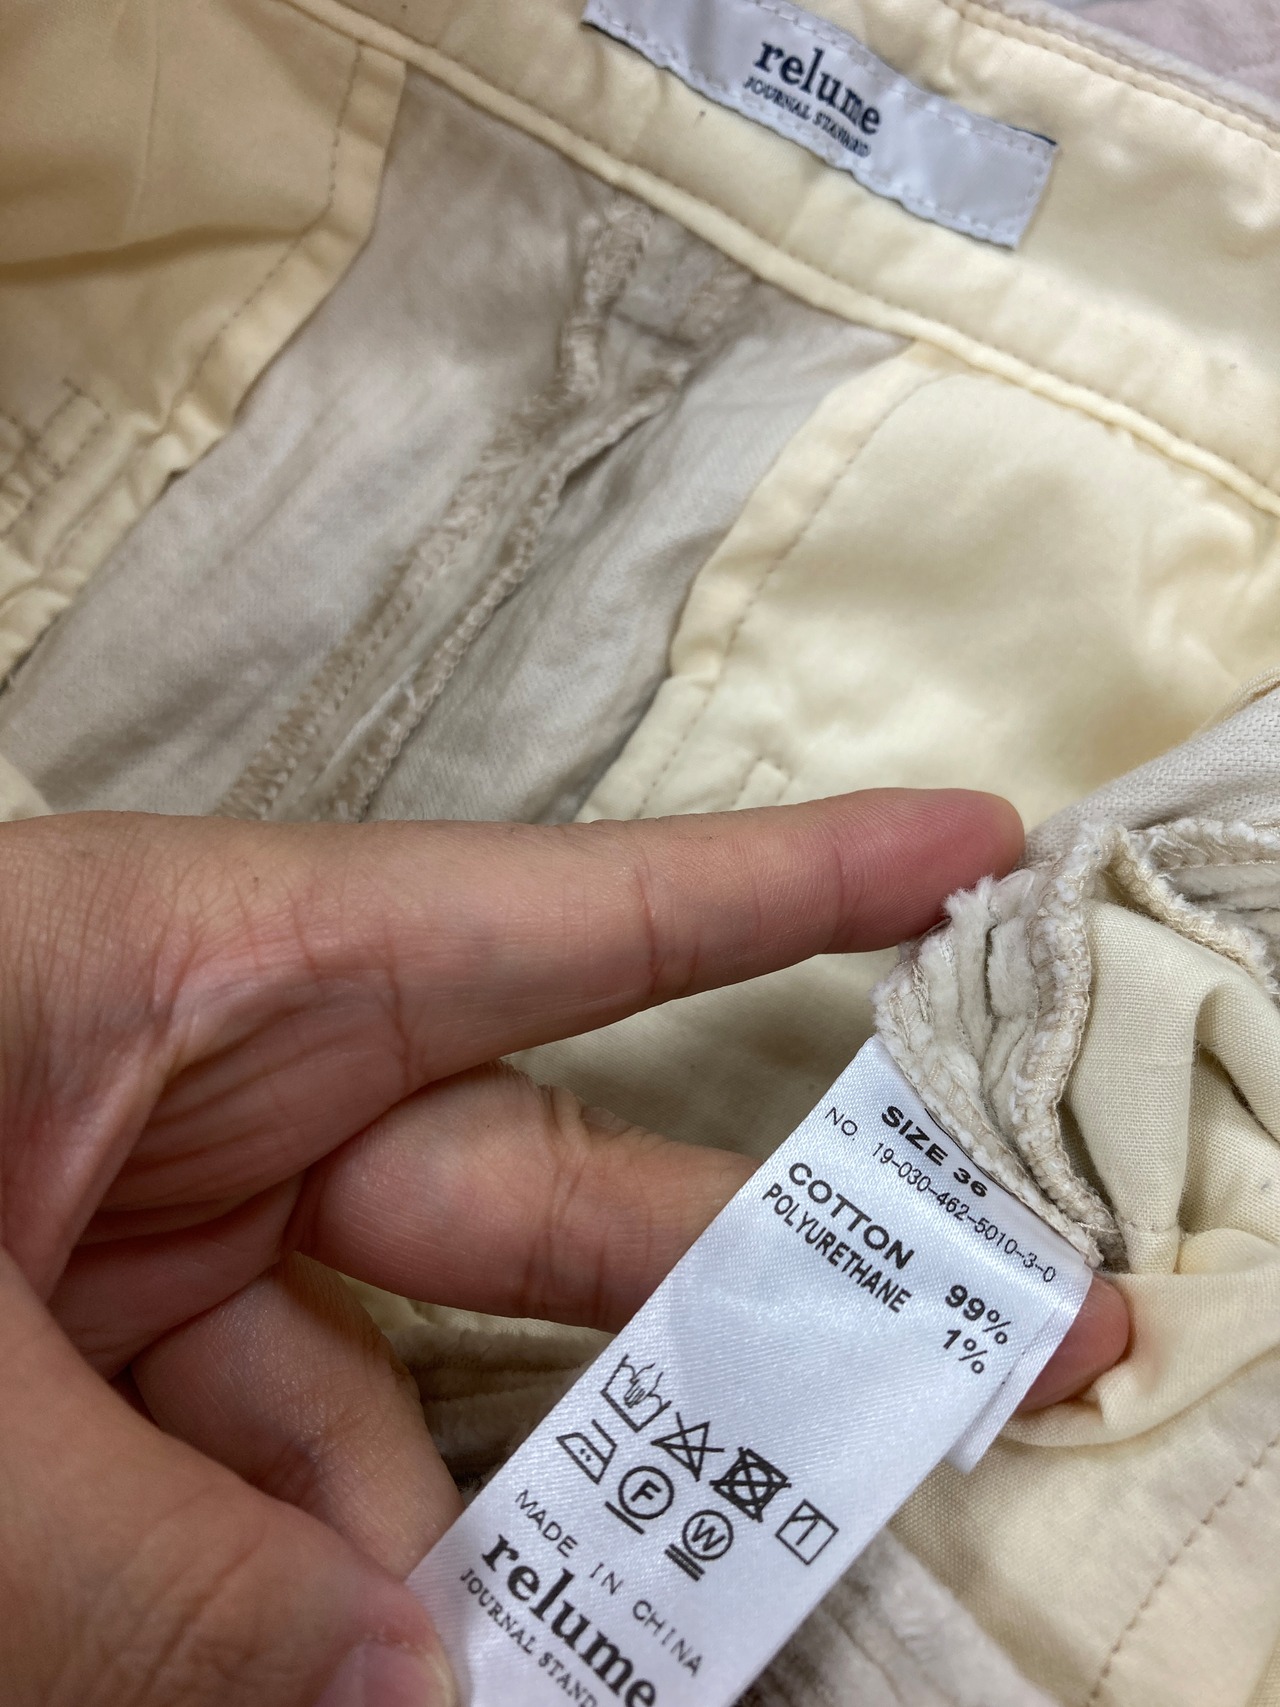 relume
JOURNAL STANDARD
SIZE 36
NO. 19-030-462-5010-3-0
COTTON 99%
POLYURETHANE 1%
F
W
MADE IN CHINA
relume
JOURNAL STAND